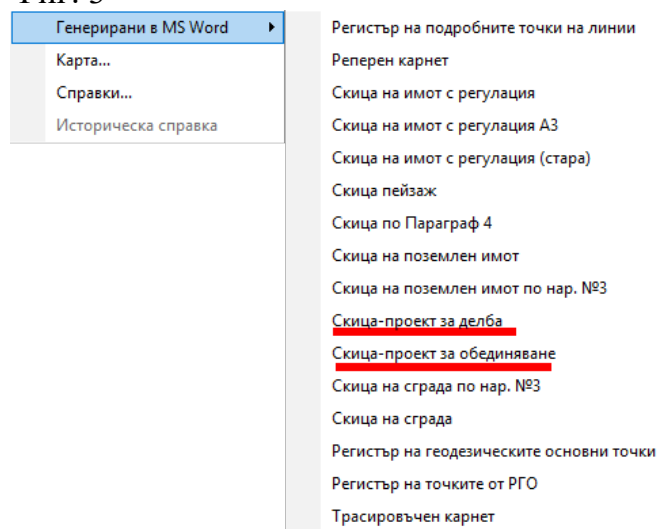 Генерирани в MS Word
Карта...
Справки...
Историческа справка
Регистър на подробните точки на линии
Реперен карнет
Скица на имот с регулация
Скица на имот с регулация А3
Скица на имот с регулация (стара)
Скица пейзаж
Скица по Параграф 4
Скица на поземлен имот
Скица на поземлен имот по нар. №3
Скица-проект за делба
Скица-проект за обединяване
Скица на сграда по нар. №3
Скица на сграда
Регистър на геодезическите основни точки
Регистър на точките от РГО
Трасировъчен карнет